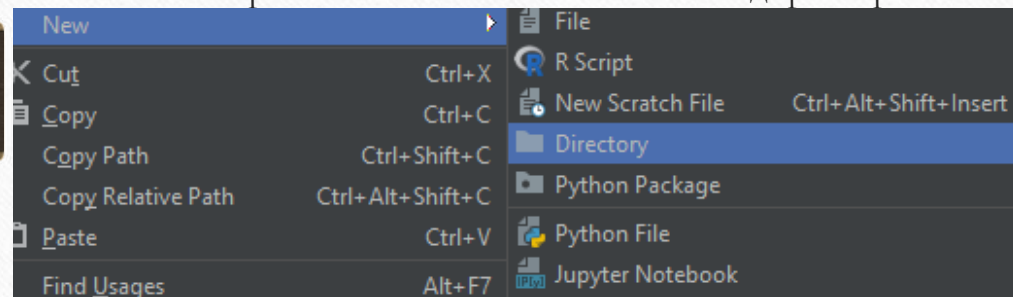 New
Cut Ctrl+X
Copy Ctrl+C
Copy Path Ctrl+Shift+C
Copy Relative Path Ctrl+Alt+Shift+C
Paste Ctrl+V
Find Usages Alt+F7
File
R Script
New Scratch File Ctrl+Alt+Shift+Insert
Directory
Python Package
Python File
Jupyter Notebook